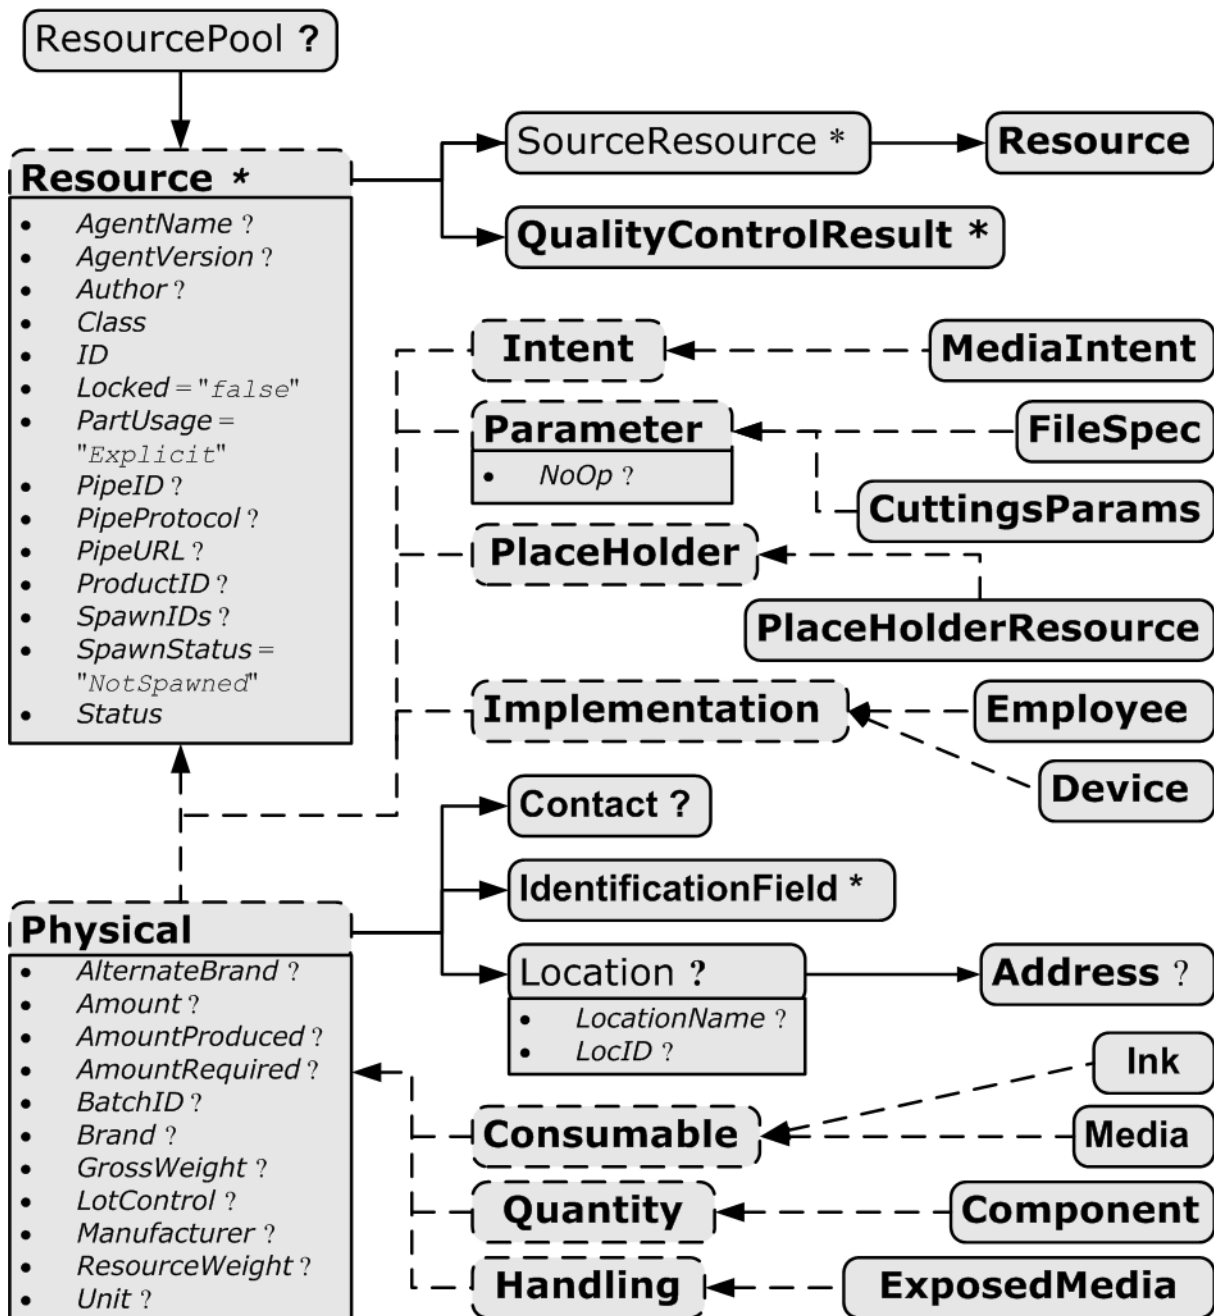 ResourcePool ?
Resource *
• AgentName ?
• AgentVersion ?
• Author ?
• Class
• ID
• Locked = "false"
• PartUsage =
"Explicit"
• PipeID ?
• PipeProtocol ?
• PipeURL ?
• ProductID ?
• SpawnIDs ?
• SpawnStatus =
"NotSpawned"
• Status
SourceResource *
Resource
QualityControlResult *
Intent
MediaIntent
Parameter
• NoOp ?
FileSpec
CuttingsParams
PlaceHolder
PlaceHolderResource
Implementation
Employee
Device
Physical
• AlternateBrand ?
• Amount ?
• AmountProduced ?
• AmountRequired ?
• BatchID ?
• Brand ?
• GrossWeight ?
• LotControl ?
• Manufacturer ?
• ResourceWeight ?
• Unit ?
Contact ?
IdentificationField *
Location ?
• LocationName ?
• LocID ?
Address ?
Consumable
Ink
Media
Quantity
Component
Handling
ExposedMedia